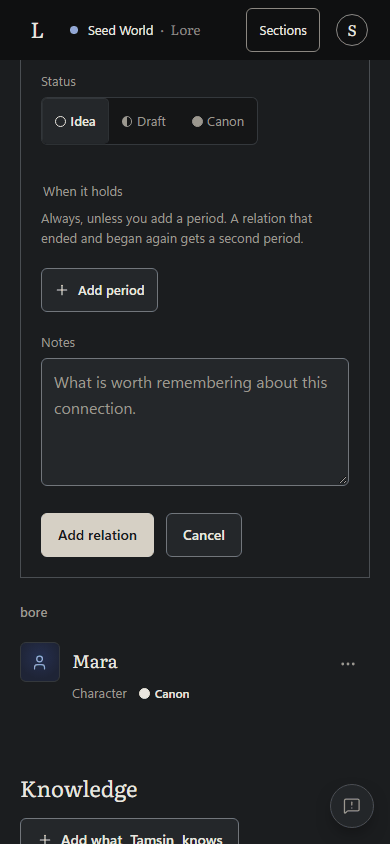 L
Seed World · Lore
Sections
S
Status
Idea
Draft
Canon
When it holds
Always, unless you add a period. A relation that
ended and began again gets a second period.
Add period
Notes
What is worth remembering about this
connection.
Add relation
Cancel
bore
Mara
Character
Canon
Knowledge
Add what Tamsin knows